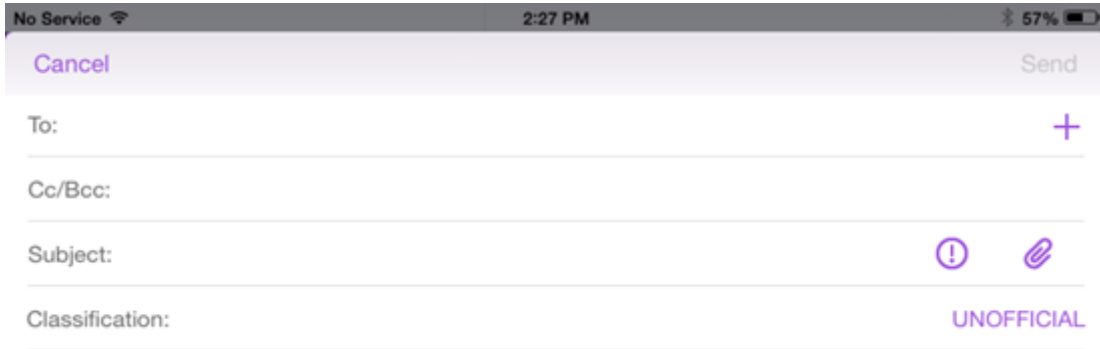 No Service 2:27 PM 57%
Cancel Send
To:
Cc/Bcc:
Subject:
Classification: UNOFFICIAL